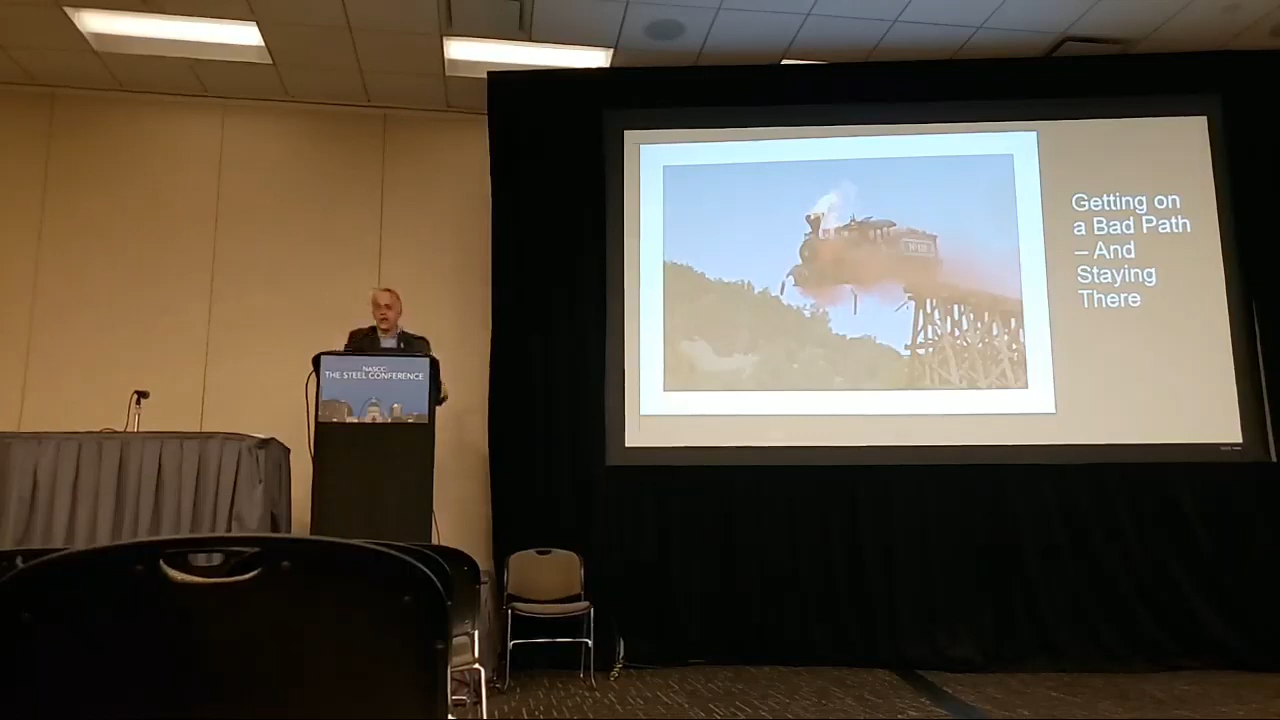 NASCC:
THE STEEL CONFERENCE
Getting on
a Bad Path
– And
Staying
There